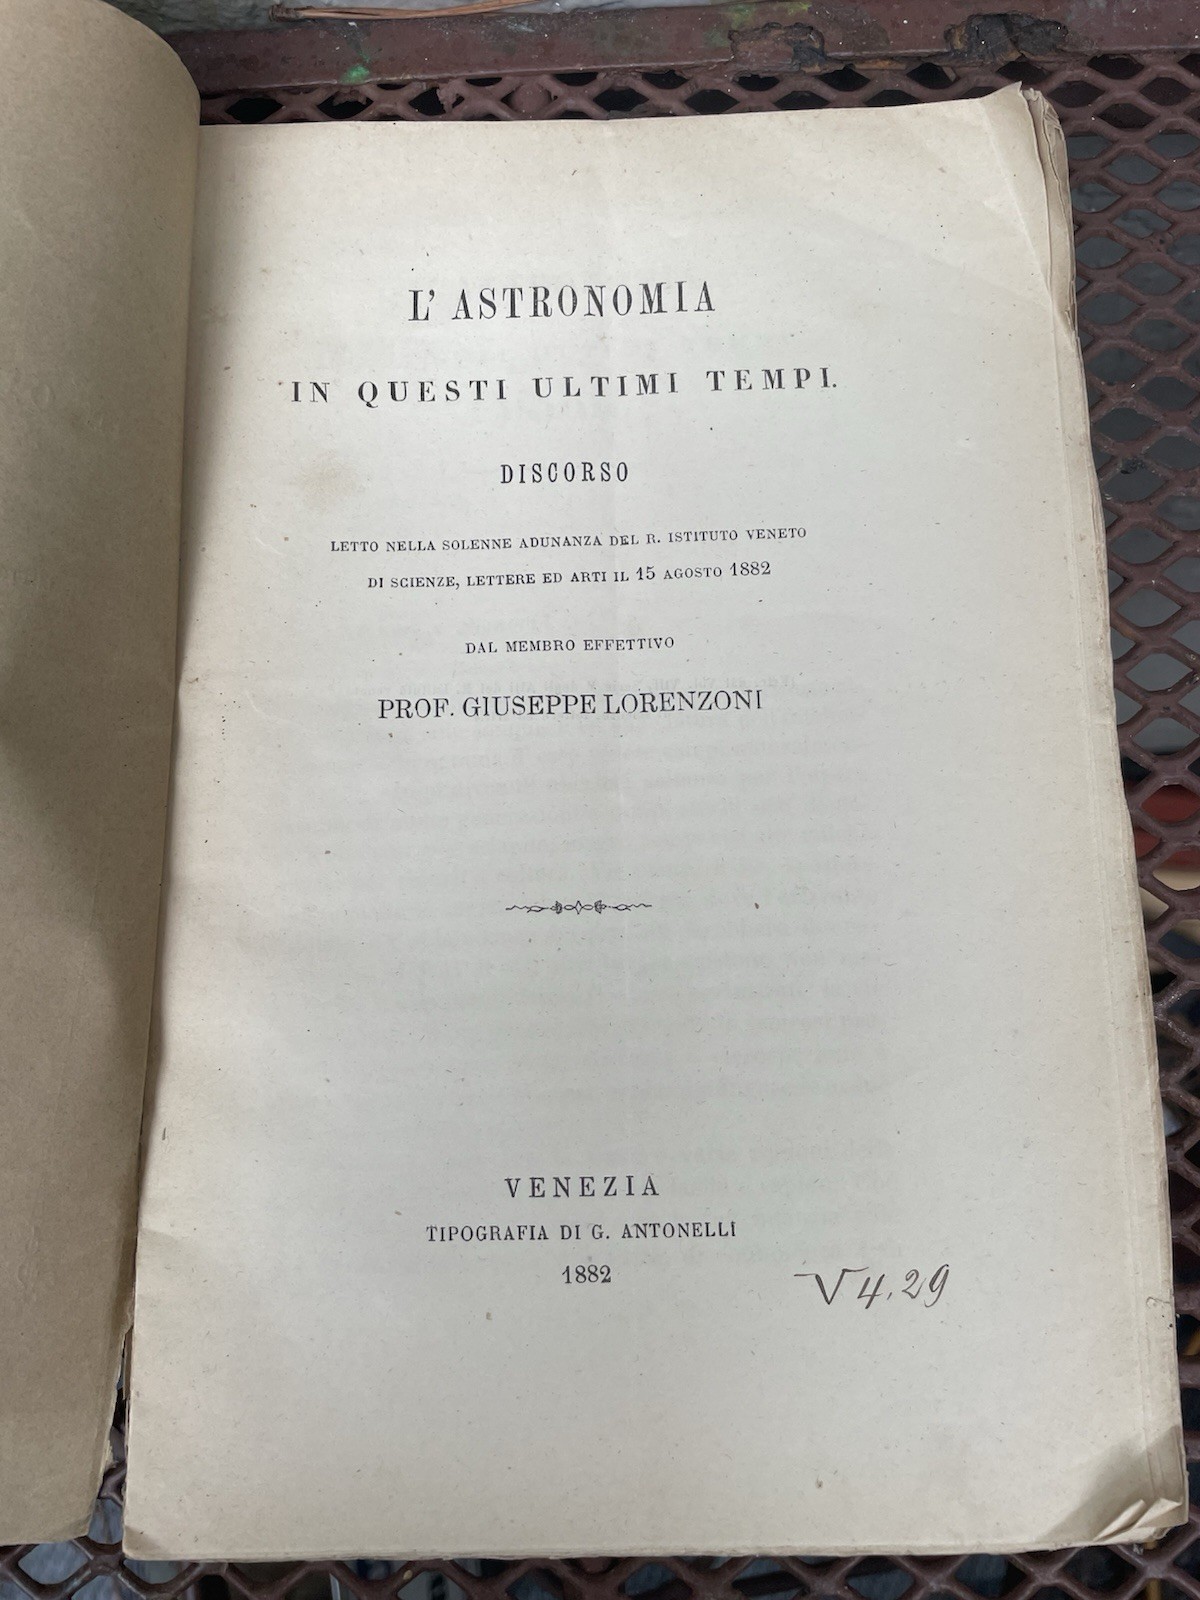 L' ASTRONOMIA
IN QUESTI ULTIMI TEMPI.
DISCORSO
LETTO NELLA SOLENNE ADUNANZA DEL R. ISTITUTO VENETO
DI SCIENZE, LETTERE ED ARTI IL 15 AGOSTO 1882
DAL MEMBRO EFFETTIVO
PROF. GIUSEPPE LORENZONI
VENEZIA
TIPOGRAFIA DI G. ANTONELLI
1882
V 4.29